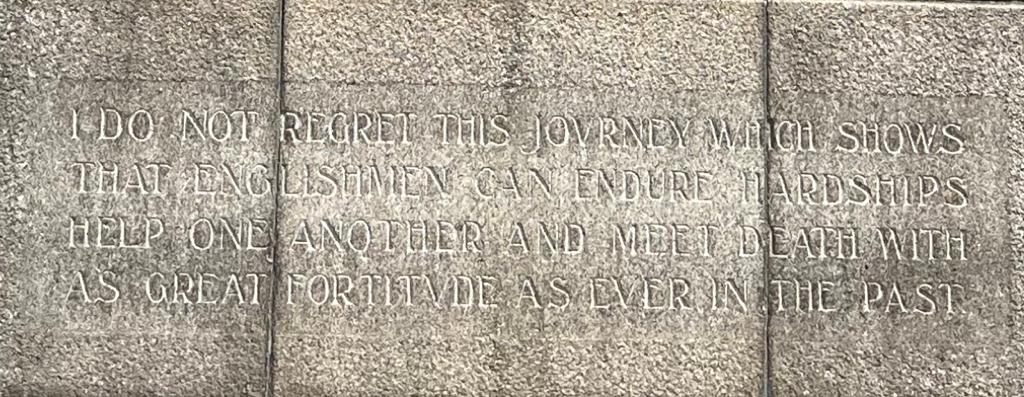 I DO NOT REGRET THIS JOVRNEY WHICH SHOWS
THAT ENGLISHMEN CAN ENDURE HARDSHIPS
HELP ONE ANOTHER AND MEET DEATH WITH
AS GREAT FORTITVDE AS EVER IN THE PAST.